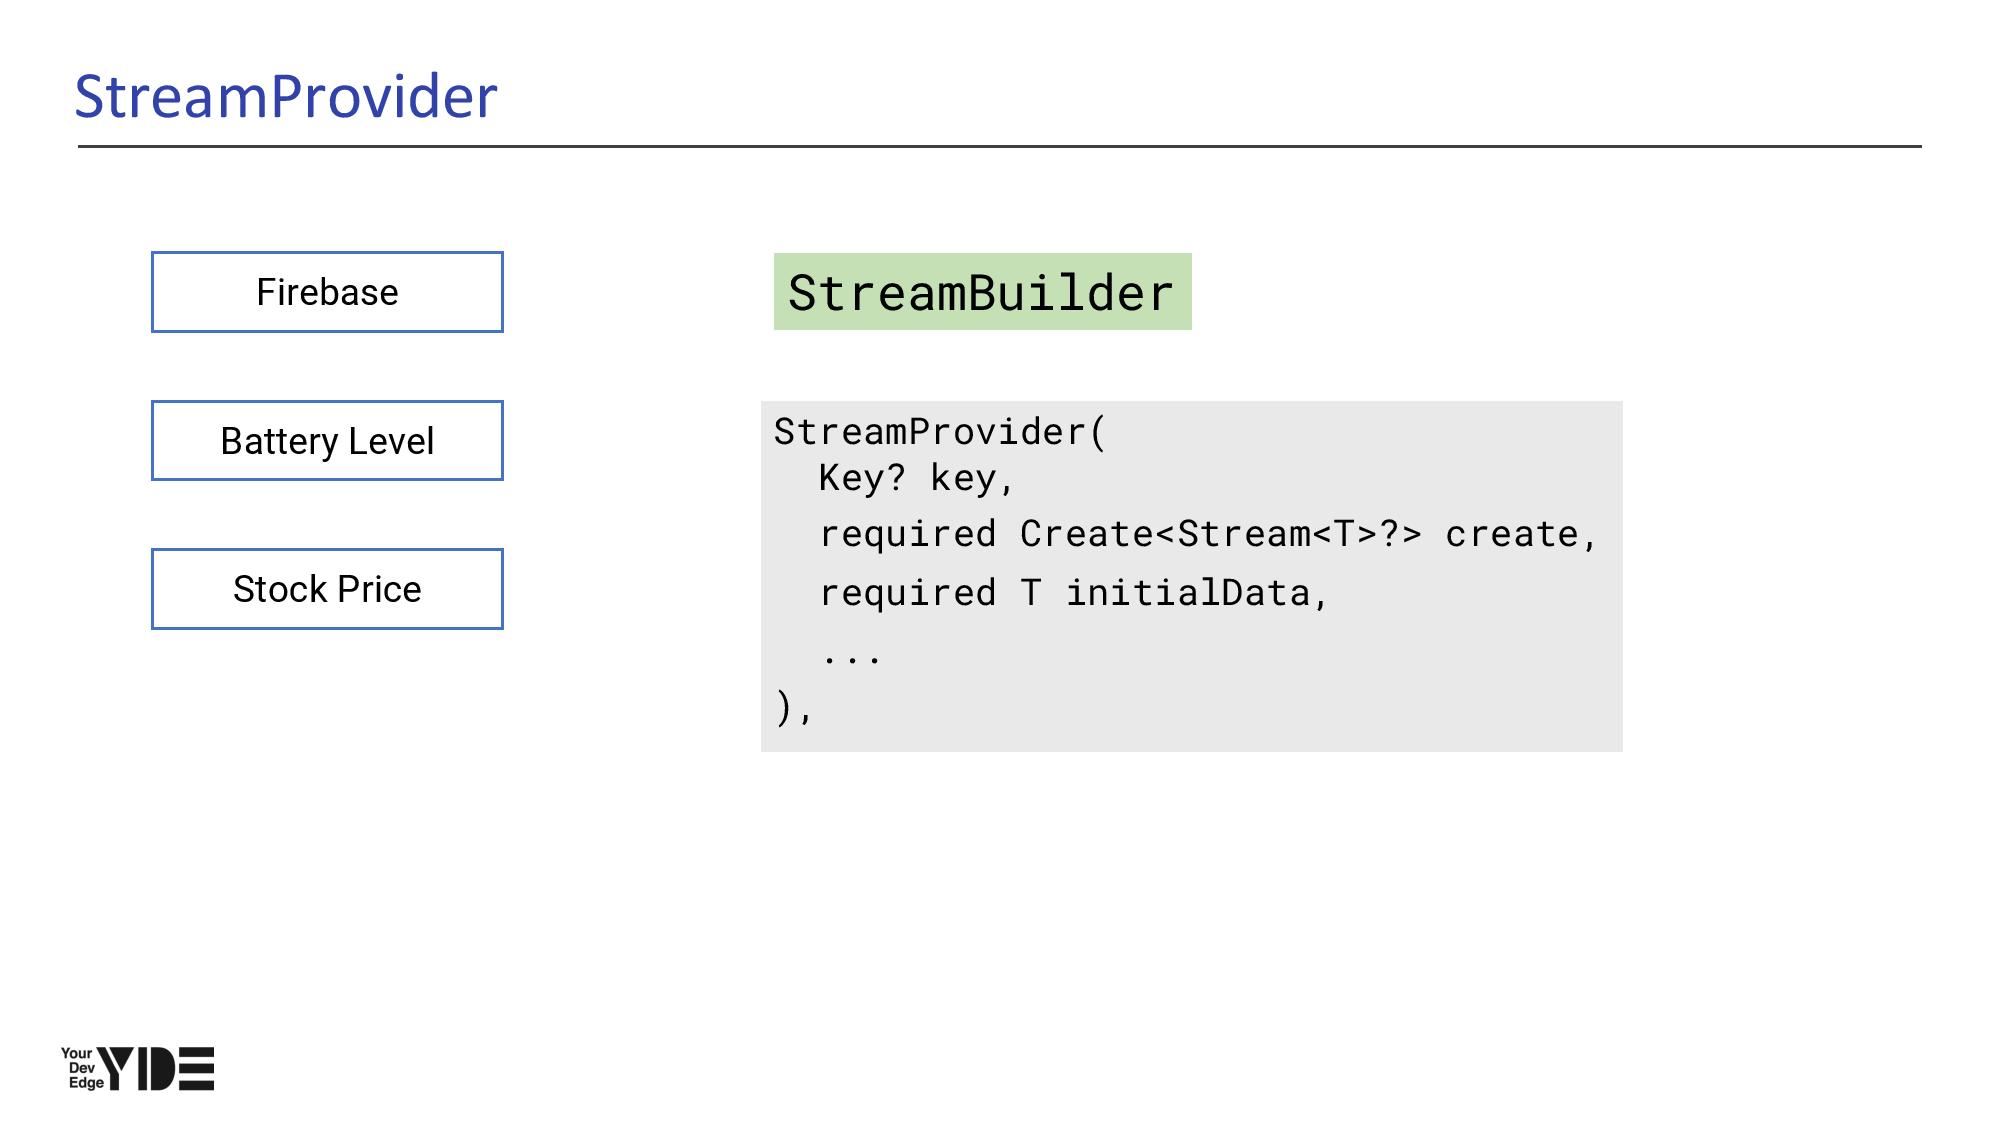 StreamProvider
Firebase
Battery Level
Stock Price
StreamBuilder
StreamProvider(
  Key? key,
  required Create<Stream<T>?> create,
  required T initialData,
  ...
),
Your
Dev
Edge
YDE